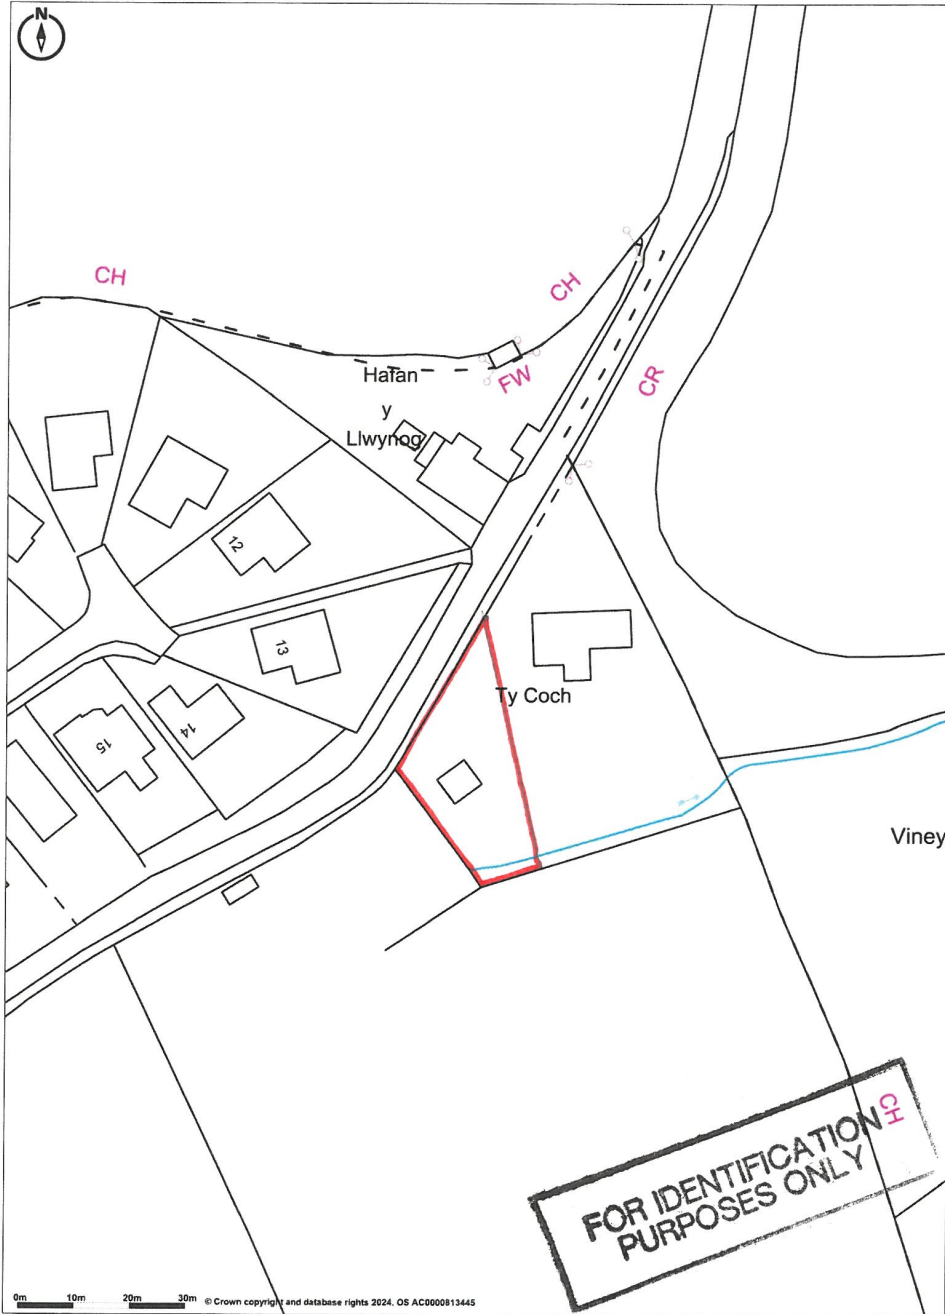 N
CH
CH
Hafan
y
Llwynog
FW
CR
12
13
Ty Coch
14
15
Viney
CH
FOR IDENTIFICATION
PURPOSES ONLY
0m 10m 20m 30m © Crown copyright and database rights 2024. OS AC0000813445